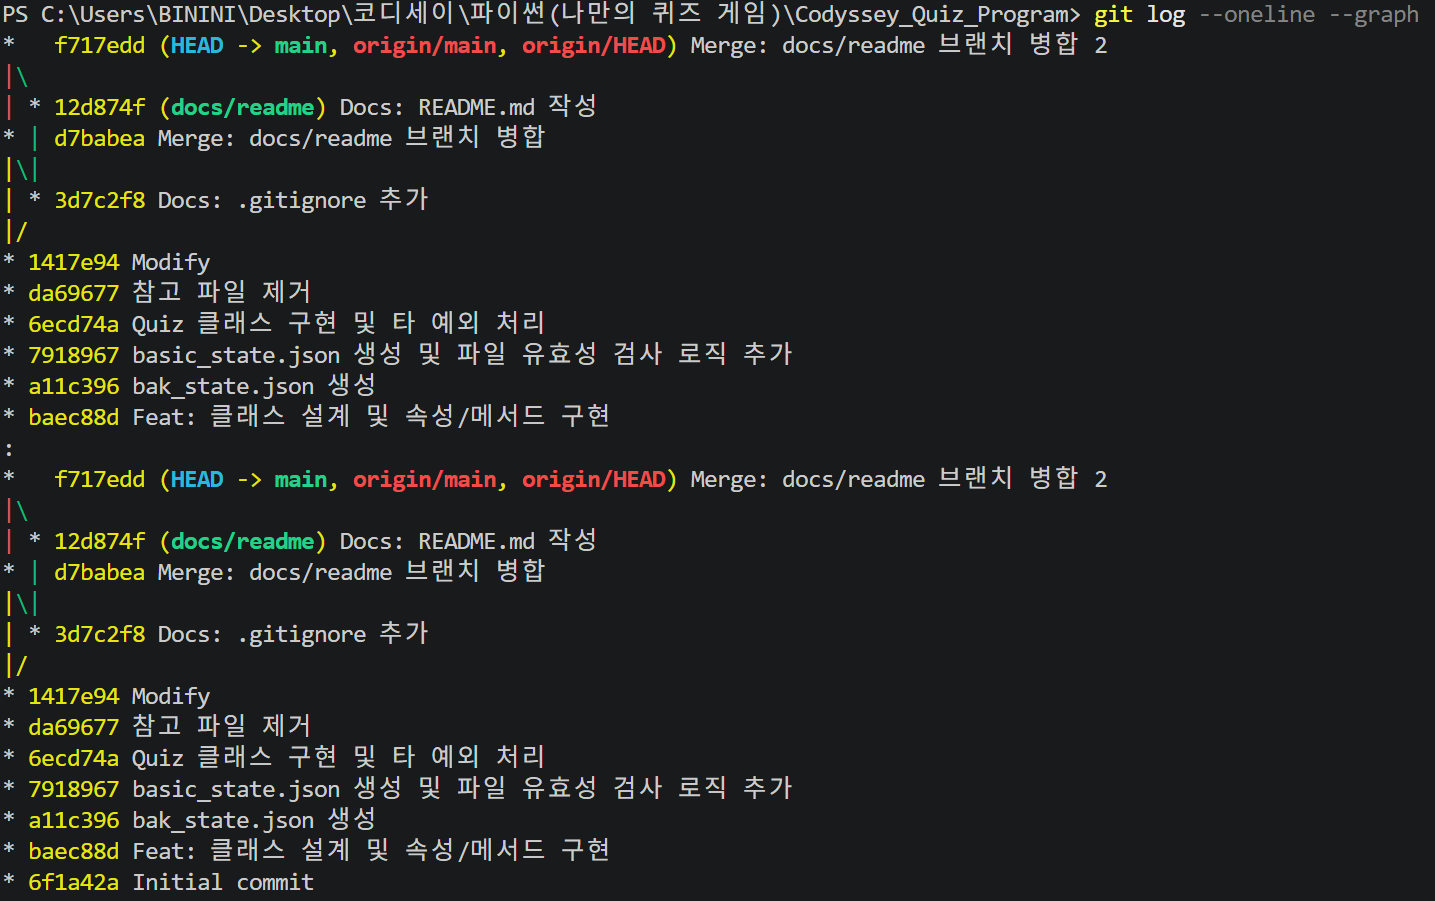 PS C:\Users\BININI\Desktop\코디세이\파이썬(나만의 퀴즈 게임)\Codyssey_Quiz_Program> git log --oneline --graph
*   f717edd (HEAD -> main, origin/main, origin/HEAD) Merge: docs/readme 브랜치 병합 2
|\
| * 12d874f (docs/readme) Docs: README.md 작성
* | d7babea Merge: docs/readme 브랜치 병합
|\|
| * 3d7c2f8 Docs: .gitignore 추가
|/
* 1417e94 Modify
* da69677 참고 파일 제거
* 6ecd74a Quiz 클래스 구현 및 타 예외 처리
* 7918967 basic_state.json 생성 및 파일 유효성 검사 로직 추가
* a11c396 bak_state.json 생성
* baec88d Feat: 클래스 설계 및 속성/메서드 구현
:
*   f717edd (HEAD -> main, origin/main, origin/HEAD) Merge: docs/readme 브랜치 병합 2
|\
| * 12d874f (docs/readme) Docs: README.md 작성
* | d7babea Merge: docs/readme 브랜치 병합
|\|
| * 3d7c2f8 Docs: .gitignore 추가
|/
* 1417e94 Modify
* da69677 참고 파일 제거
* 6ecd74a Quiz 클래스 구현 및 타 예외 처리
* 7918967 basic_state.json 생성 및 파일 유효성 검사 로직 추가
* a11c396 bak_state.json 생성
* baec88d Feat: 클래스 설계 및 속성/메서드 구현
* 6f1a42a Initial commit